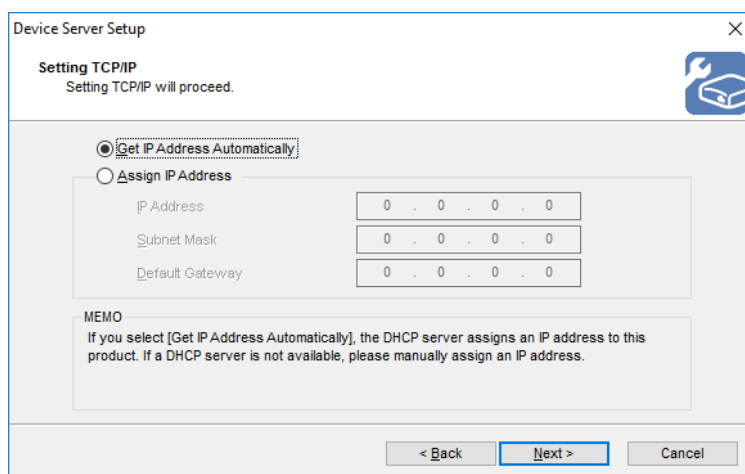 Device Server Setup
Setting TCP/IP
Setting TCP/IP will proceed.
Get IP Address Automatically
Assign IP Address
IP Address 0 . 0 . 0 . 0
Subnet Mask 0 . 0 . 0 . 0
Default Gateway 0 . 0 . 0 . 0
MEMO
If you select [Get IP Address Automatically], the DHCP server assigns an IP address to this
product. If a DHCP server is not available, please manually assign an IP address.
< Back Next > Cancel